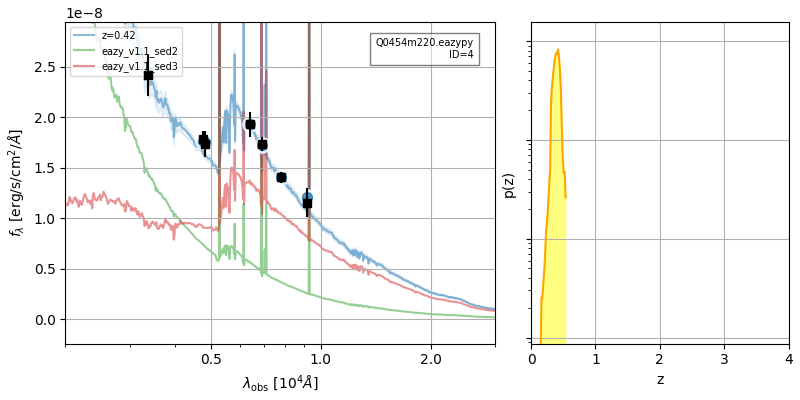 1e−8
z=0.42
eazy_v1.1_sed2
eazy_v1.1_sed3
Q0454m220.eazypy
ID=4
2.5
2.0
1.5
1.0
0.5
0.0
f_λ [erg/s/cm²/Å]
0.5 1.0 2.0
λ_obs [10⁴Å]
p(z)
0 1 2 3 4
z